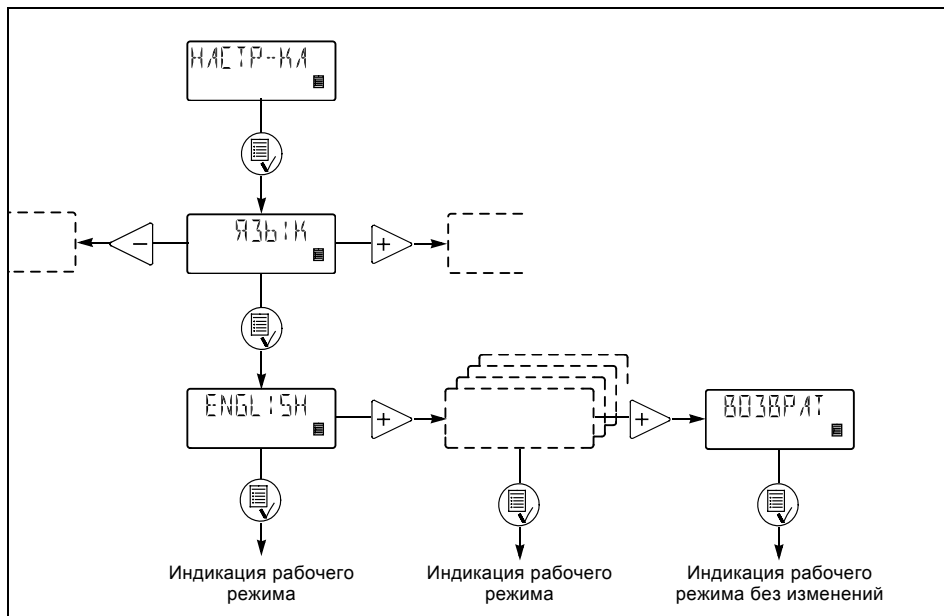 НАСТР-КА
−
ЯЗЫК
+
ENGLISH
+
+
ВОЗВРАТ
Индикация рабочего
режима
Индикация рабочего
режима
Индикация рабочего
режима без изменений